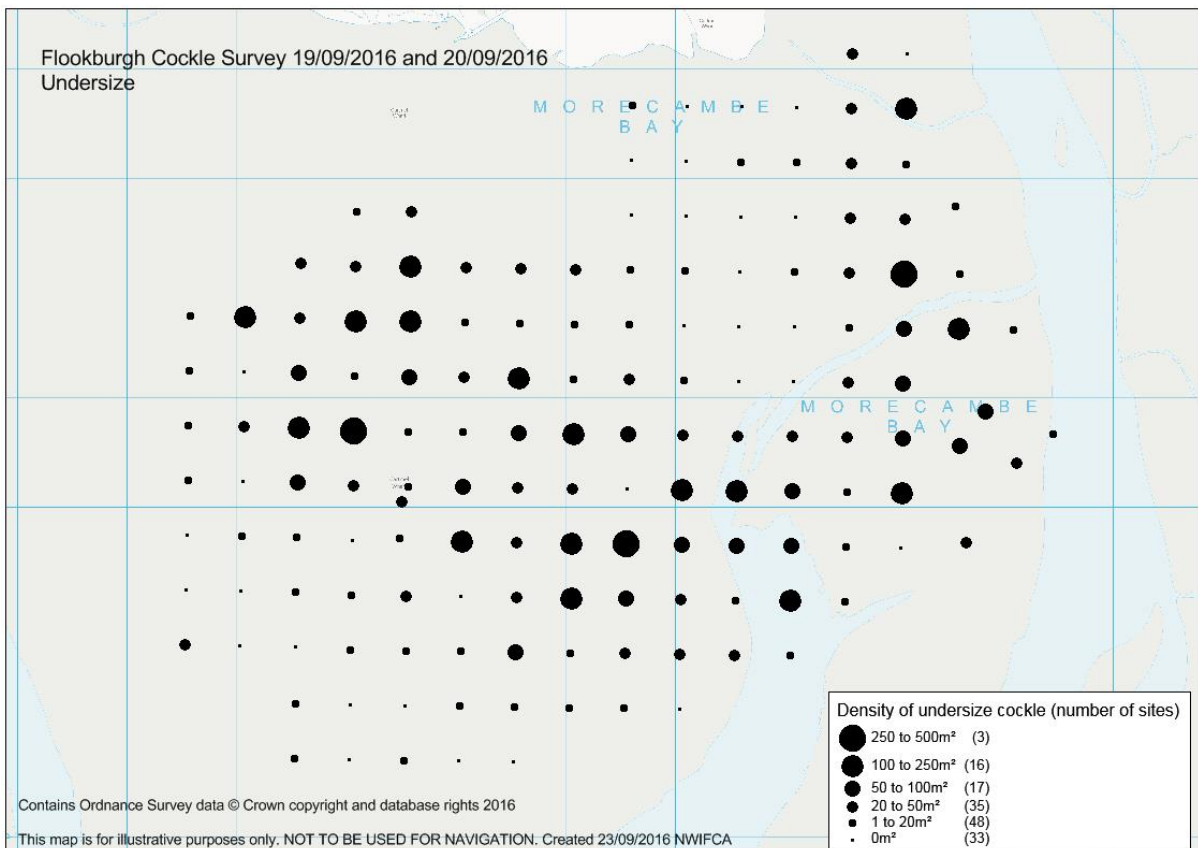 Flookburgh Cockle Survey 19/09/2016 and 20/09/2016
Undersize
MORECAMBE
BAY
MORECAMBE
BAY
Density of undersize cockle (number of sites)
250 to 500m² (3)
100 to 250m² (16)
50 to 100m² (17)
20 to 50m² (35)
1 to 20m² (48)
0m² (33)
Contains Ordnance Survey data © Crown copyright and database rights 2016
This map is for illustrative purposes only. NOT TO BE USED FOR NAVIGATION. Created 23/09/2016 NWIFCA